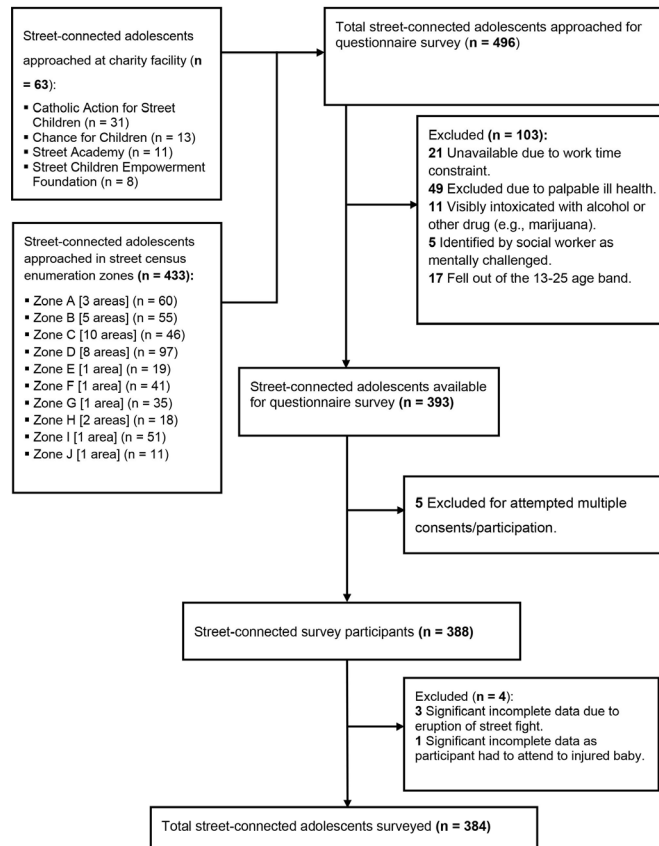 Street-connected adolescents
approached at charity facility (n
= 63):
▪ Catholic Action for Street
Children (n = 31)
▪ Chance for Children (n = 13)
▪ Street Academy (n = 11)
▪ Street Children Empowerment
Foundation (n = 8)
Total street-connected adolescents approached for
questionnaire survey (n = 496)
Excluded (n = 103):
21 Unavailable due to work time
constraint.
49 Excluded due to palpable ill health.
11 Visibly intoxicated with alcohol or
other drug (e.g., marijuana).
5 Identified by social worker as
mentally challenged.
17 Fell out of the 13-25 age band.
Street-connected adolescents
approached in street census
enumeration zones (n = 433):
▪ Zone A [3 areas] (n = 60)
▪ Zone B [5 areas] (n = 55)
▪ Zone C [10 areas] (n = 46)
▪ Zone D [8 areas] (n = 97)
▪ Zone E [1 area] (n = 19)
▪ Zone F [1 area] (n = 41)
▪ Zone G [1 area] (n = 35)
▪ Zone H [2 areas] (n = 18)
▪ Zone I [1 area] (n = 51)
▪ Zone J [1 area] (n = 11)
Street-connected adolescents available
for questionnaire survey (n = 393)
5 Excluded for attempted multiple
consents/participation.
Street-connected survey participants (n = 388)
Excluded (n = 4):
3 Significant incomplete data due to
eruption of street fight.
1 Significant incomplete data as
participant had to attend to injured baby.
Total street-connected adolescents surveyed (n = 384)